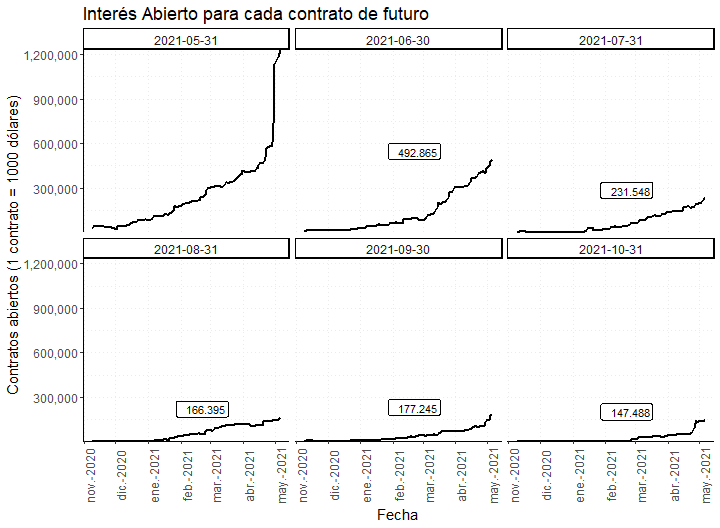 Interés Abierto para cada contrato de futuro
Contratos abiertos (1 contrato = 1000 dólares)
2021-05-31
2021-06-30
2021-07-31
1,200,000
900,000
600,000
300,000
492.865
231.548
2021-08-31
2021-09-30
2021-10-31
1,200,000
900,000
600,000
300,000
166.395
177.245
147.488
nov.-2020
dic.-2020
ene.-2021
feb.-2021
mar.-2021
abr.-2021
may.-2021
nov.-2020
dic.-2020
ene.-2021
feb.-2021
mar.-2021
abr.-2021
may.-2021
nov.-2020
dic.-2020
ene.-2021
feb.-2021
mar.-2021
abr.-2021
may.-2021
Fecha